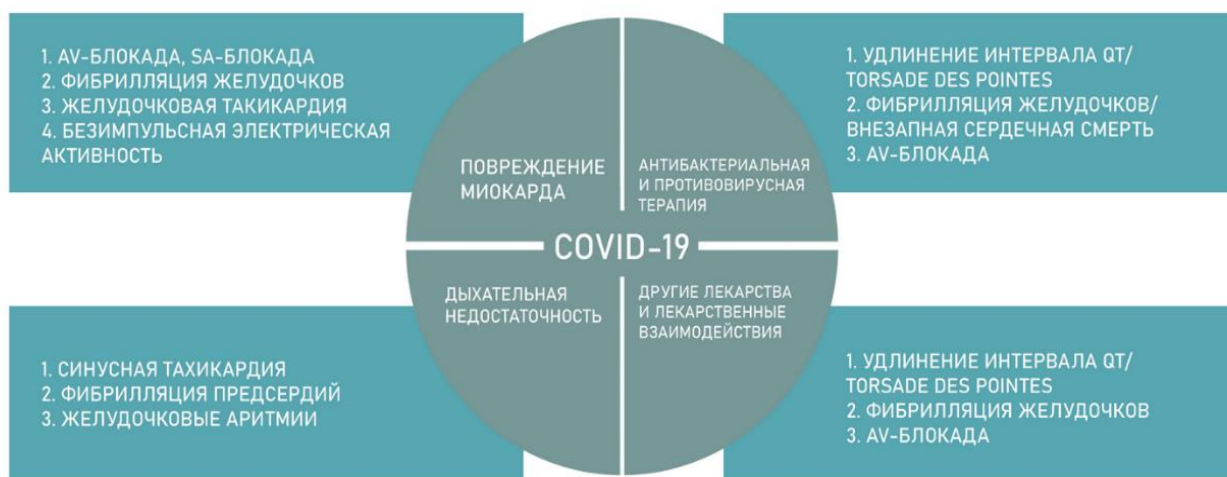 1. AV-БЛОКАДА, SA-БЛОКАДА
2. ФИБРИЛЛЯЦИЯ ЖЕЛУДОЧКОВ
3. ЖЕЛУДОЧКОВАЯ ТАКИКАРДИЯ
4. БЕЗИМПУЛЬСНАЯ ЭЛЕКТРИЧЕСКАЯ
АКТИВНОСТЬ
ПОВРЕЖДЕНИЕ
МИОКАРДА
АНТИБАКТЕРИАЛЬНАЯ
И ПРОТИВОВИРУСНАЯ
ТЕРАПИЯ
1. УДЛИНЕНИЕ ИНТЕРВАЛА QT/
TORSADE DES POINTES
2. ФИБРИЛЛЯЦИЯ ЖЕЛУДОЧКОВ/
ВНЕЗАПНАЯ СЕРДЕЧНАЯ СМЕРТЬ
3. AV-БЛОКАДА
COVID-19
ДЫХАТЕЛЬНАЯ
НЕДОСТАТОЧНОСТЬ
ДРУГИЕ ЛЕКАРСТВА
И ЛЕКАРСТВЕННЫЕ
ВЗАИМОДЕЙСТВИЯ
1. СИНУСНАЯ ТАХИКАРДИЯ
2. ФИБРИЛЛЯЦИЯ ПРЕДСЕРДИЙ
3. ЖЕЛУДОЧКОВЫЕ АРИТМИИ
1. УДЛИНЕНИЕ ИНТЕРВАЛА QT/
TORSADE DES POINTES
2. ФИБРИЛЛЯЦИЯ ЖЕЛУДОЧКОВ
3. AV-БЛОКАДА